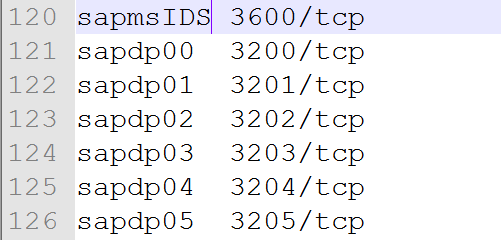 120 sapmsIDS 3600/tcp
121 sapdp00 3200/tcp
122 sapdp01 3201/tcp
123 sapdp02 3202/tcp
124 sapdp03 3203/tcp
125 sapdp04 3204/tcp
126 sapdp05 3205/tcp